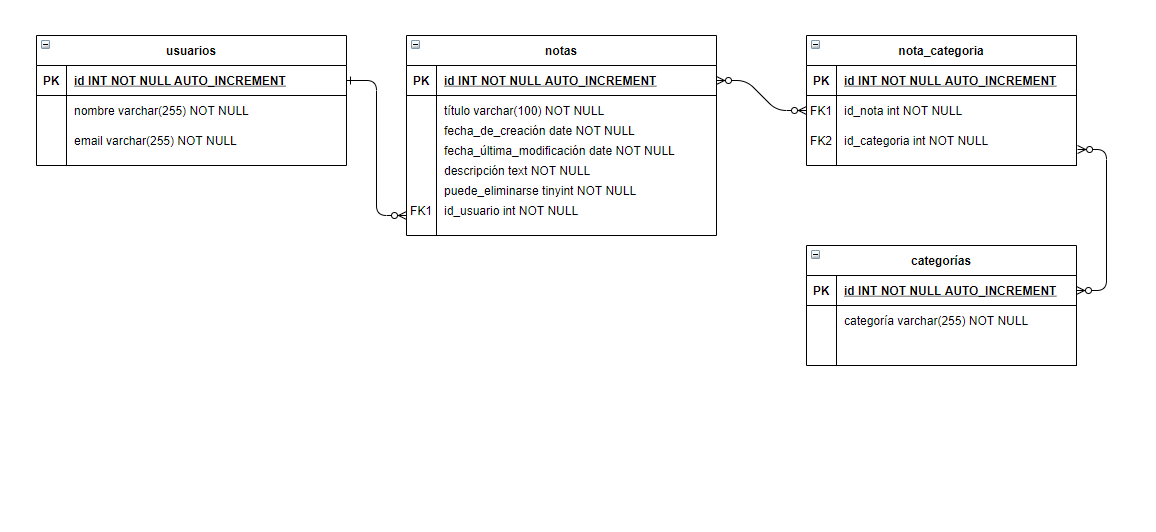 usuarios
PK id INT NOT NULL AUTO_INCREMENT
nombre varchar(255) NOT NULL
email varchar(255) NOT NULL
notas
PK id INT NOT NULL AUTO_INCREMENT
título varchar(100) NOT NULL
fecha_de_creación date NOT NULL
fecha_última_modificación date NOT NULL
descripción text NOT NULL
puede_eliminarse tinyint NOT NULL
FK1 id_usuario int NOT NULL
nota_categoria
PK id INT NOT NULL AUTO_INCREMENT
FK1 id_nota int NOT NULL
FK2 id_categoria int NOT NULL
categorías
PK id INT NOT NULL AUTO_INCREMENT
categoría varchar(255) NOT NULL